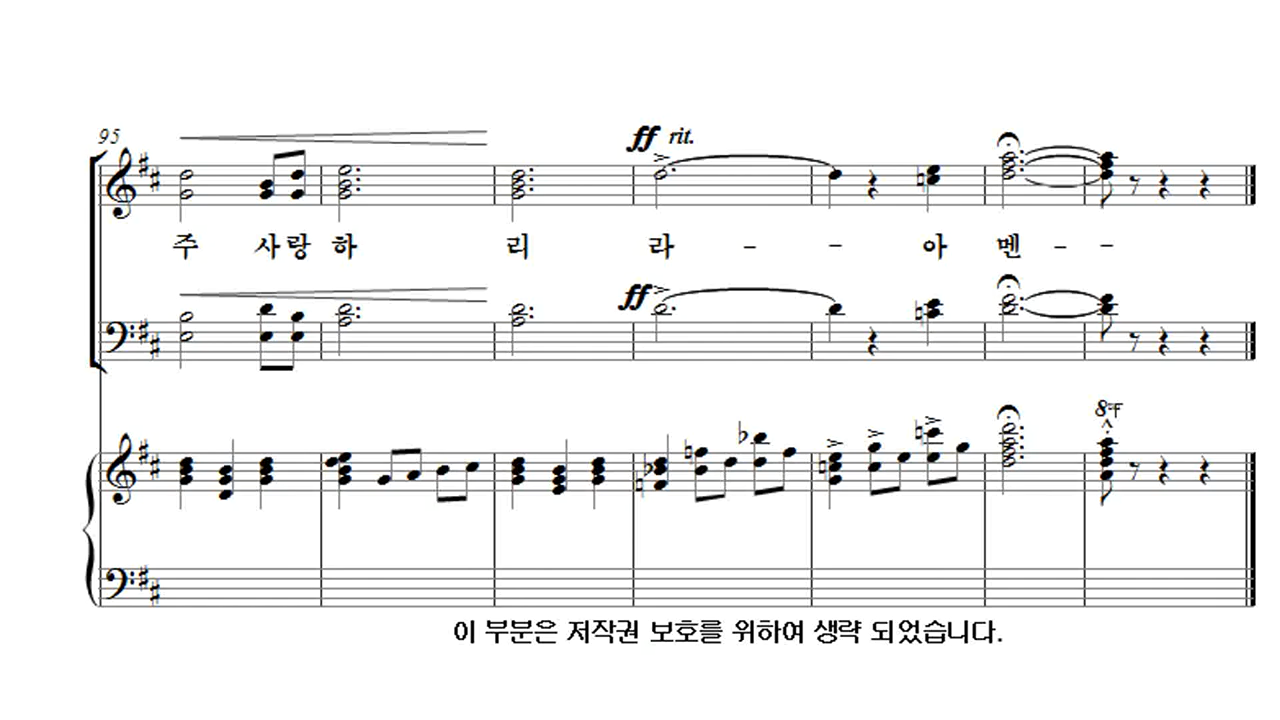 95
ff rit.
주 사랑 하 리 라 - - 아 멘 - -
ff
이 부분은 저작권 보호를 위하여 생략 되었습니다.